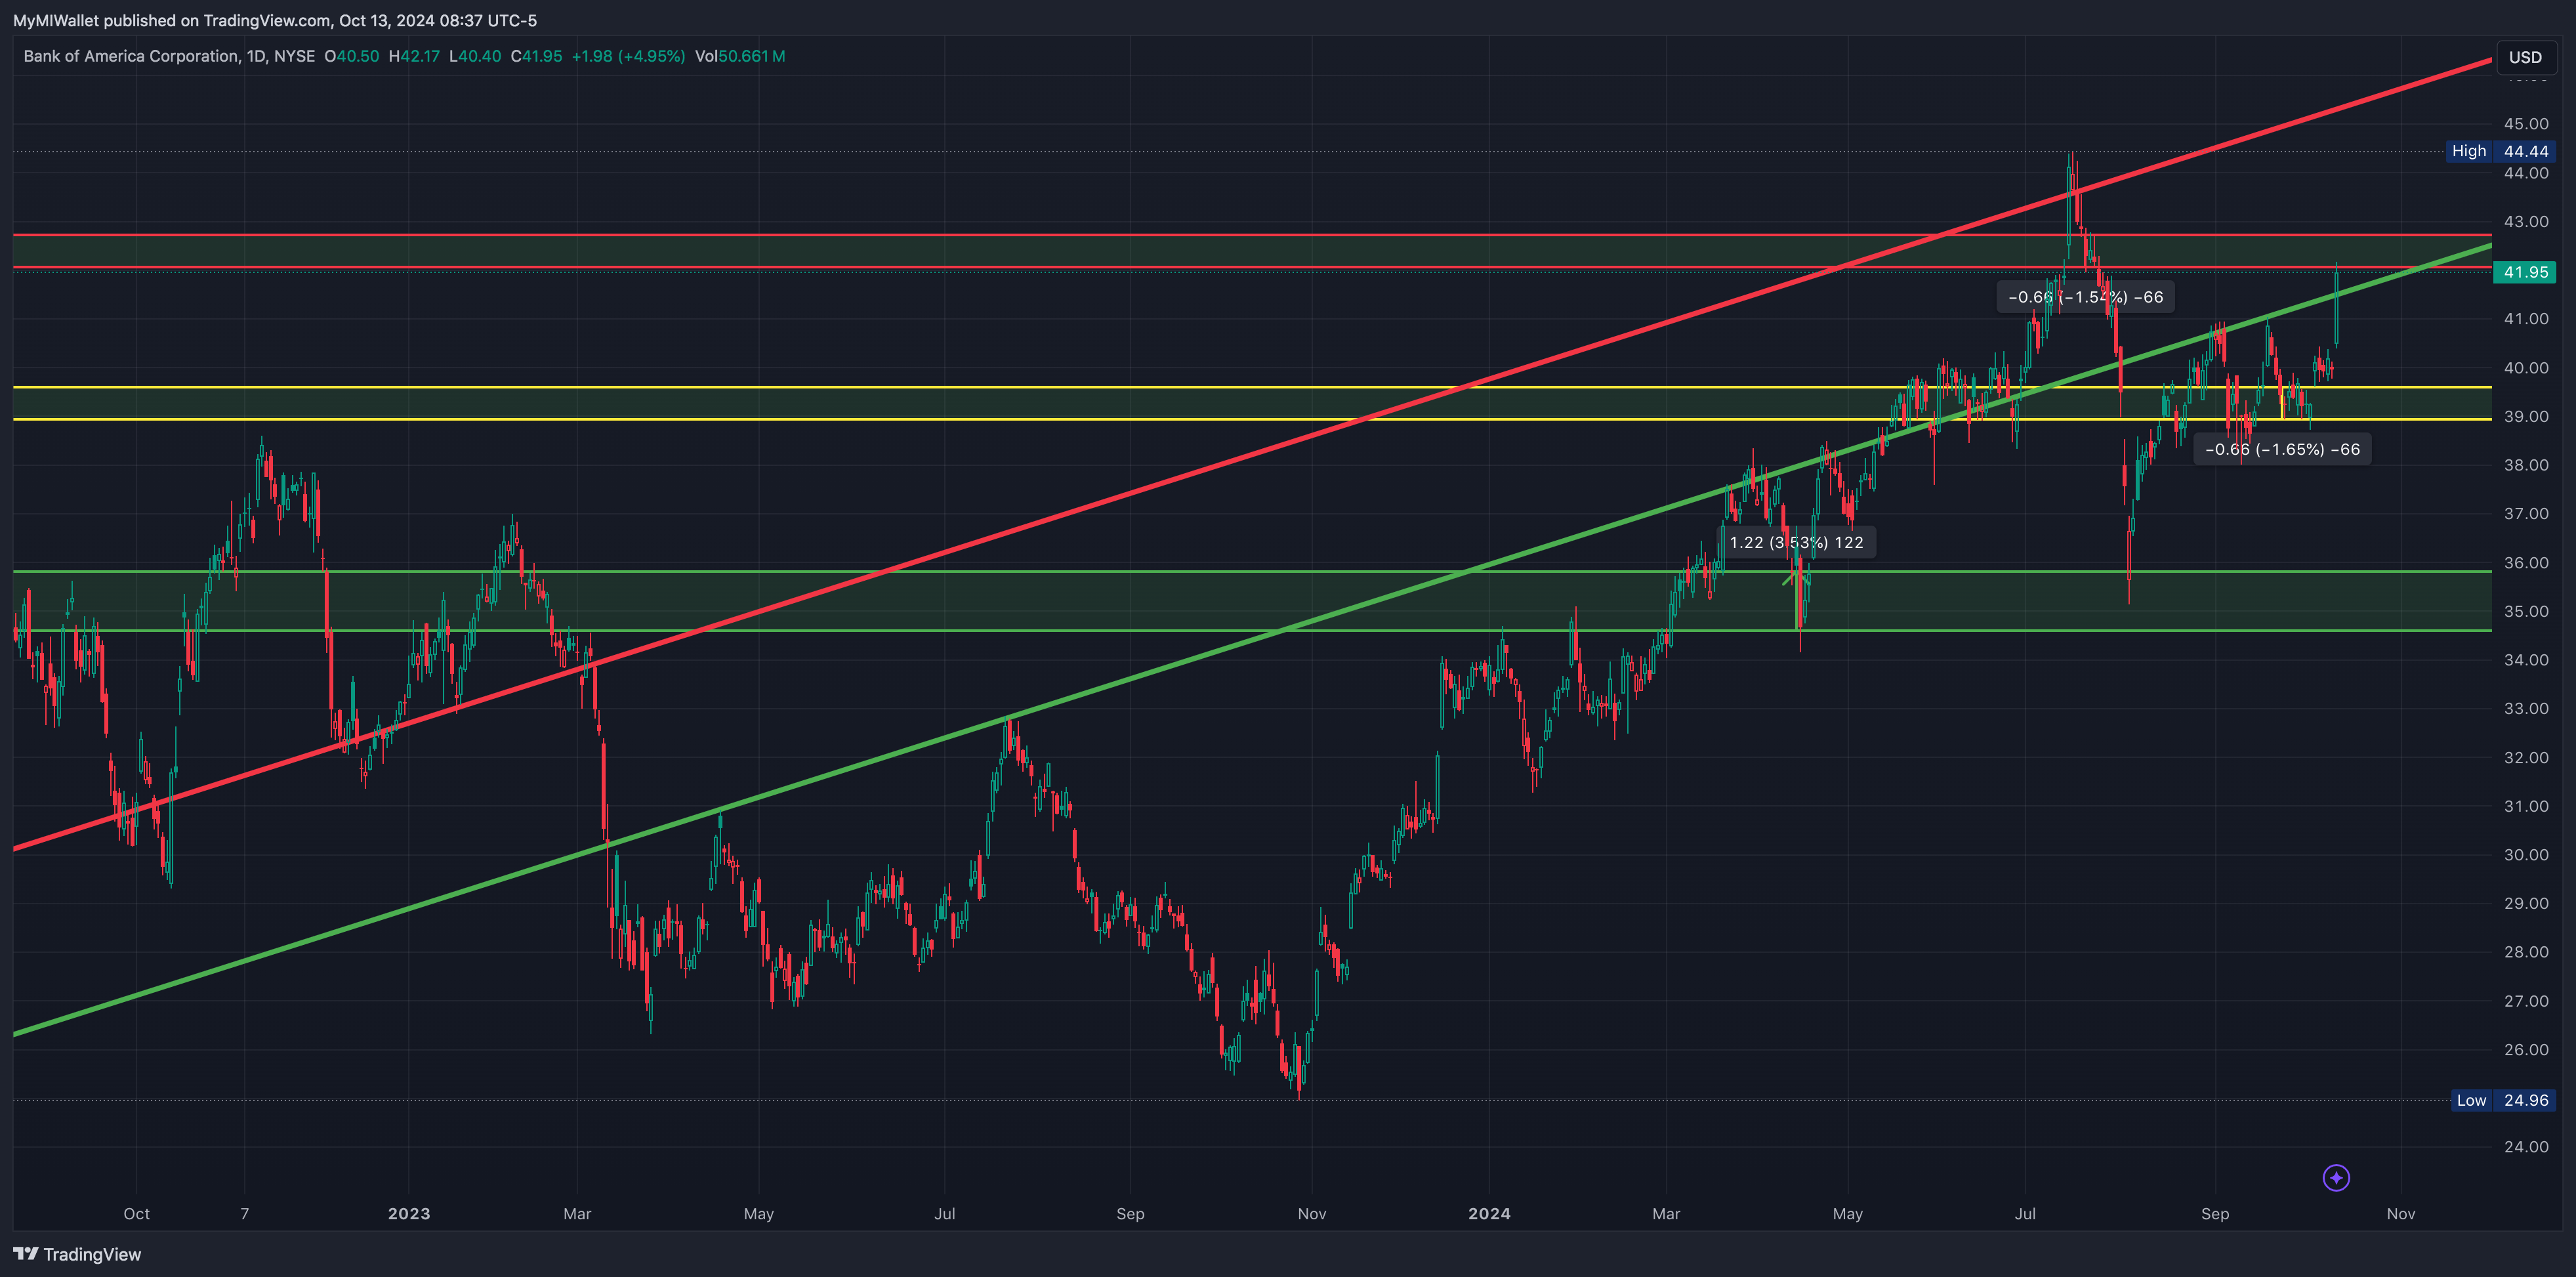 MyMIWallet published on TradingView.com, Oct 13, 2024 08:37 UTC-5
Bank of America Corporation, 1D, NYSE O40.50 H42.17 L40.40 C41.95 +1.98 (+4.95%) Vol50.661 M
USD
45.00
High 44.44
44.00
43.00
41.95
−0.66 (−1.54%) −66
41.00
40.00
39.00
−0.66 (−1.65%) −66
38.00
37.00
1.22 (3.53%) 122
36.00
35.00
34.00
33.00
32.00
31.00
30.00
29.00
28.00
27.00
26.00
Low 24.96
24.00
Oct 7 2023 Mar May Jul Sep Nov 2024 Mar May Jul Sep Nov
TradingView